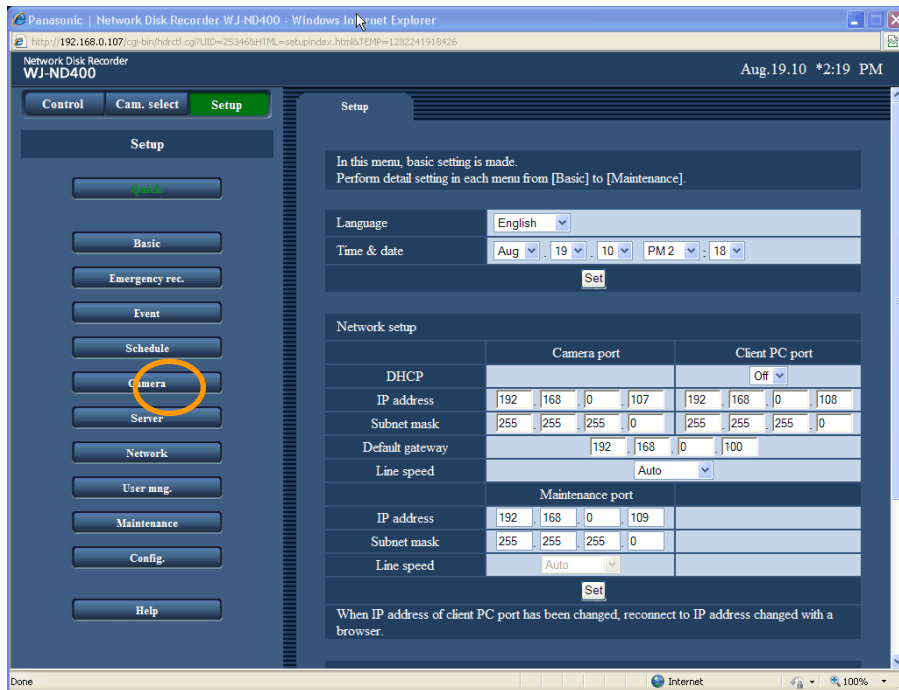 Panasonic | Network Disk Recorder WJ-ND400 - Windows Internet Explorer
http://192.168.0.107/cgi-bin/hdrctl.cgi?UID=25346&HTML=setupindex.html&TEMP=1282241918426
Network Disk Recorder
WJ-ND400
Aug.19.10 *2:19 PM
Control Cam. select Setup
Setup
Quick
Basic
Emergency rec.
Event
Schedule
Camera
Server
Network
User mng.
Maintenance
Config.
Help
Setup
In this menu, basic setting is made.
Perform detail setting in each menu from [Basic] to [Maintenance].
Language English
Time & date Aug . 19 . 10 PM 2 : 18
Set
Network setup
Camera port Client PC port
DHCP Off
IP address 192 . 168 . 0 . 107 192 . 168 . 0 . 108
Subnet mask 255 . 255 . 255 . 0 255 . 255 . 255 . 0
Default gateway 192 . 168 . 0 . 100
Line speed Auto
Maintenance port
IP address 192 . 168 . 0 . 109
Subnet mask 255 . 255 . 255 . 0
Line speed Auto
Set
When IP address of client PC port has been changed, reconnect to IP address changed with a
browser.
Done Internet 100%